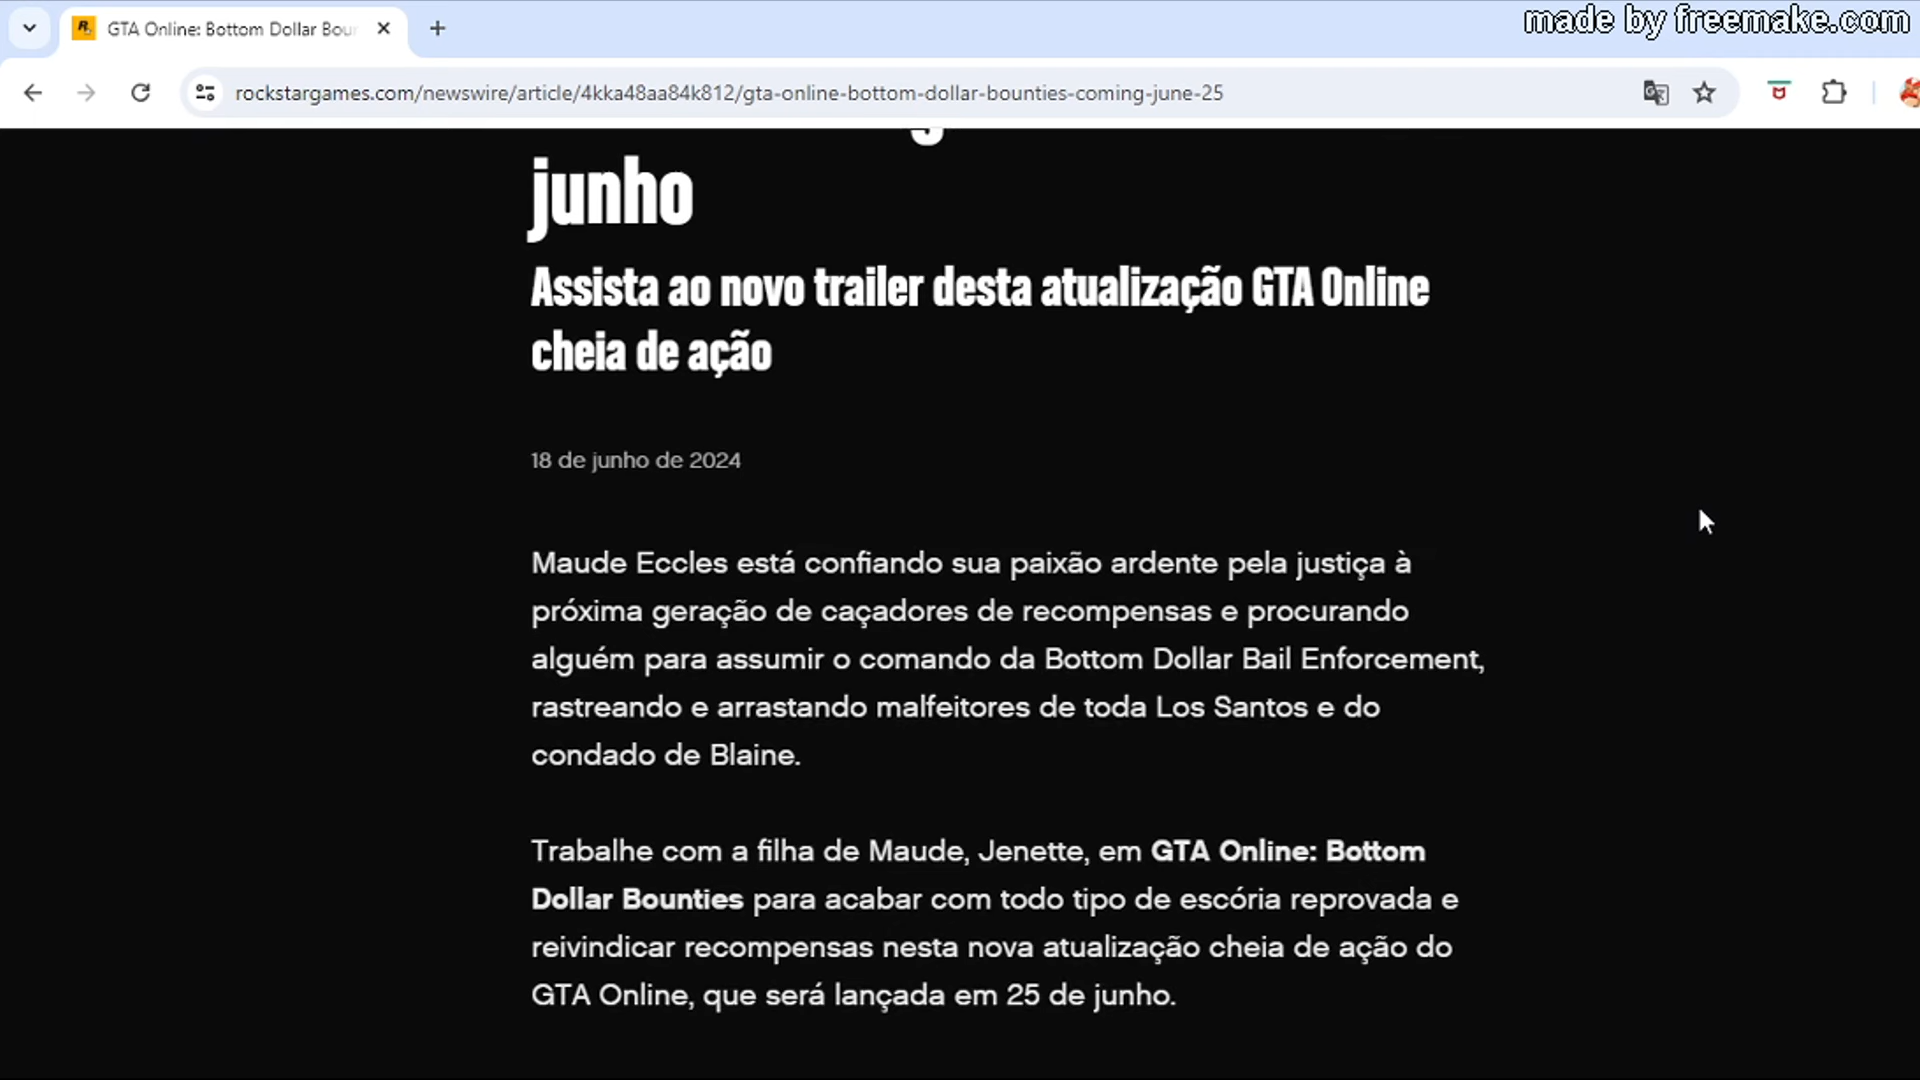 made by freemake.com
GTA Online: Bottom Dollar Bour
rockstargames.com/newswire/article/4kka48aa84k812/gta-online-bottom-dollar-bounties-coming-june-25
junho
Assista ao novo trailer desta atualização GTA Online
cheia de ação
18 de junho de 2024
Maude Eccles está confiando sua paixão ardente pela justiça à
próxima geração de caçadores de recompensas e procurando
alguém para assumir o comando da Bottom Dollar Bail Enforcement,
rastreando e arrastando malfeitores de toda Los Santos e do
condado de Blaine.
Trabalhe com a filha de Maude, Jenette, em GTA Online: Bottom
Dollar Bounties para acabar com todo tipo de escória reprovada e
reivindicar recompensas nesta nova atualização cheia de ação do
GTA Online, que será lançada em 25 de junho.